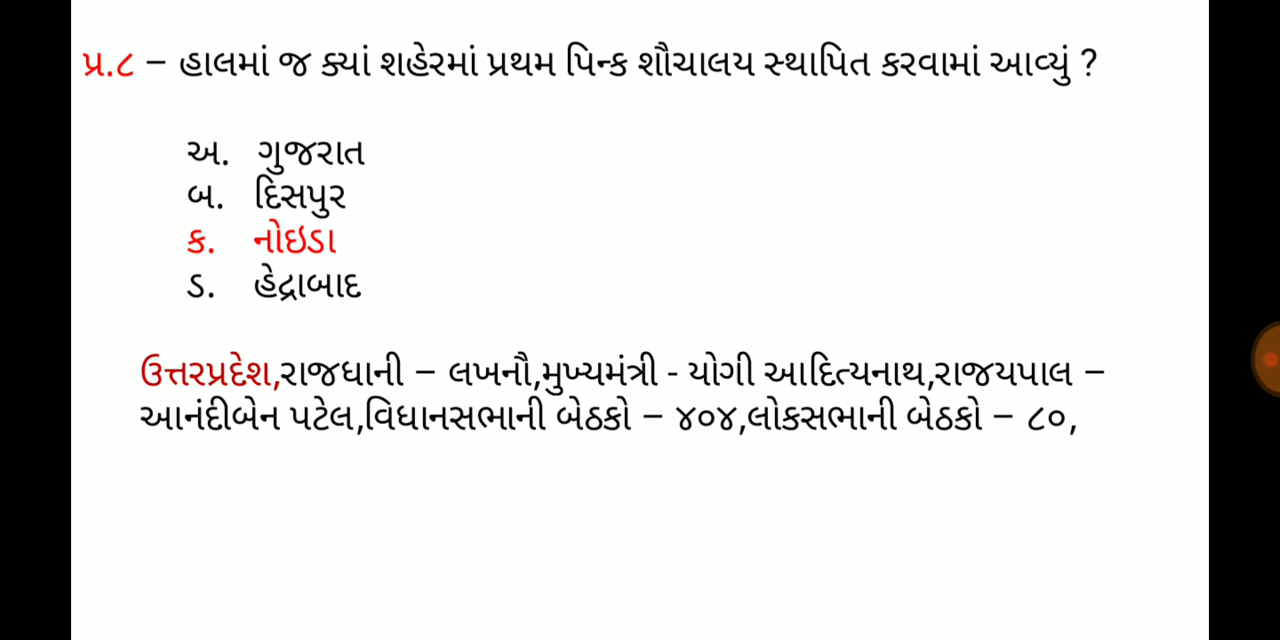 પ્ર.૮ – હાલમાં જ ક્યાં શહેરમાં પ્રથમ પિન્ક શૌચાલય સ્થાપિત કરવામાં આવ્યું ?
અ. ગુજરાત
બ. દિસપુર
ક. નોઇડા
ડ. હેદ્રાબાદ
ઉત્તરપ્રદેશ,રાજધાની – લખનૌ,મુખ્યમંત્રી - યોગી આદિત્યનાથ,રાજયપાલ –
આનંદીબેન પટેલ,વિધાનસભાની બેઠકો – ૪૦૪,લોકસભાની બેઠકો – ૮૦,